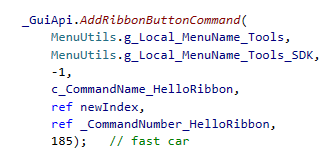 _GuiApi.AddRibbonButtonCommand(
MenuUtils.g_Local_MenuName_Tools,
MenuUtils.g_Local_MenuName_Tools_SDK,
-1,
c_CommandName_HelloRibbon,
ref newIndex,
ref _CommandNumber_HelloRibbon,
185);   // fast car